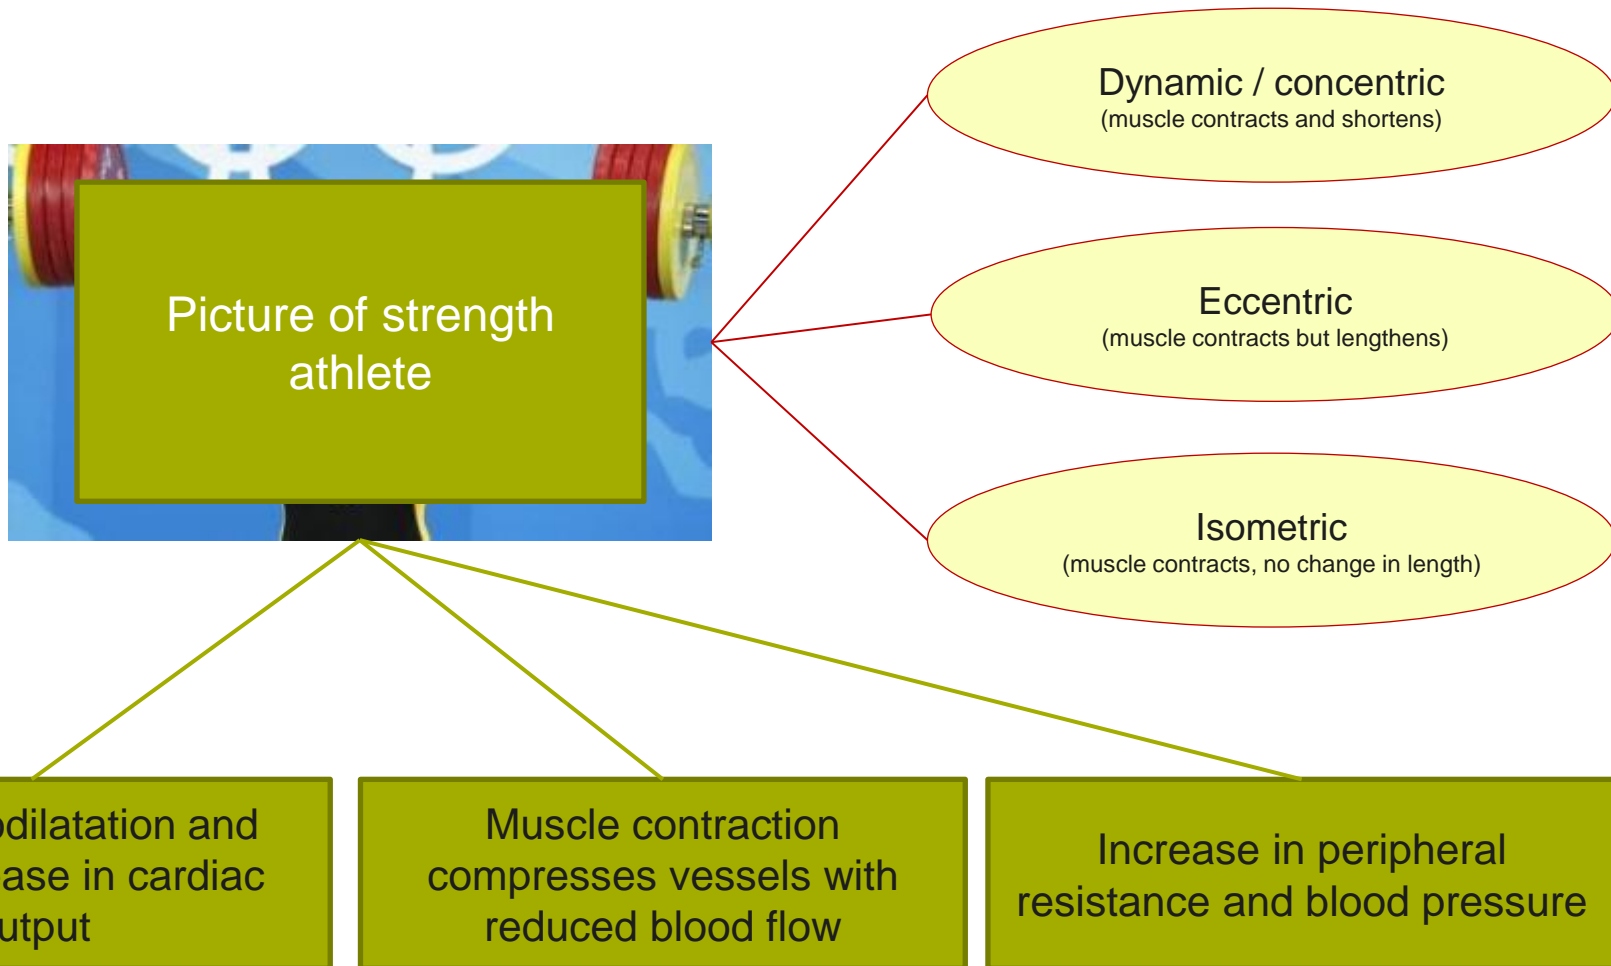 Dynamic / concentric
(muscle contracts and shortens)
Picture of strength
athlete
Eccentric
(muscle contracts but lengthens)
Isometric
(muscle contracts, no change in length)
odilatation and
ase in cardiac
utput
Muscle contraction
compresses vessels with
reduced blood flow
Increase in peripheral
resistance and blood pressure